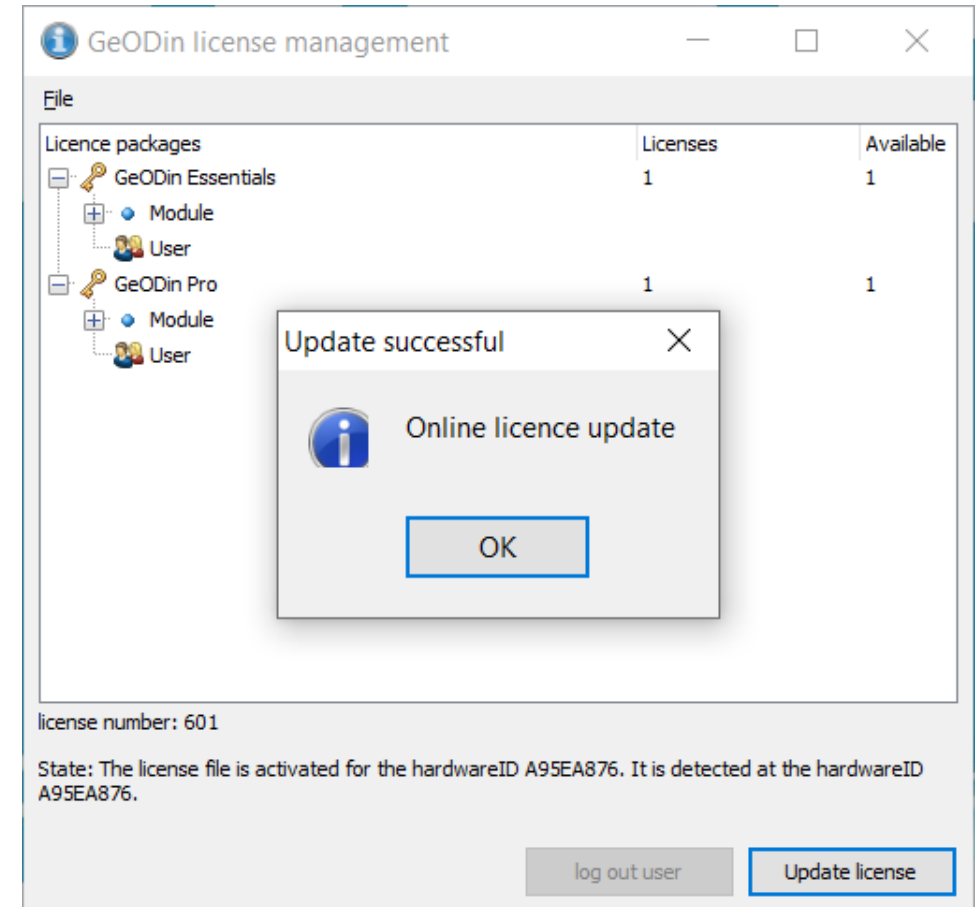 GeODin license management
File
Licence packages Licenses Available
GeODin Essentials 1 1
Module
User
GeODin Pro 1 1
Module
User
Update successful
Online licence update
OK
license number: 601
State: The license file is activated for the hardwareID A95EA876. It is detected at the hardwareID
A95EA876.
log out user Update license